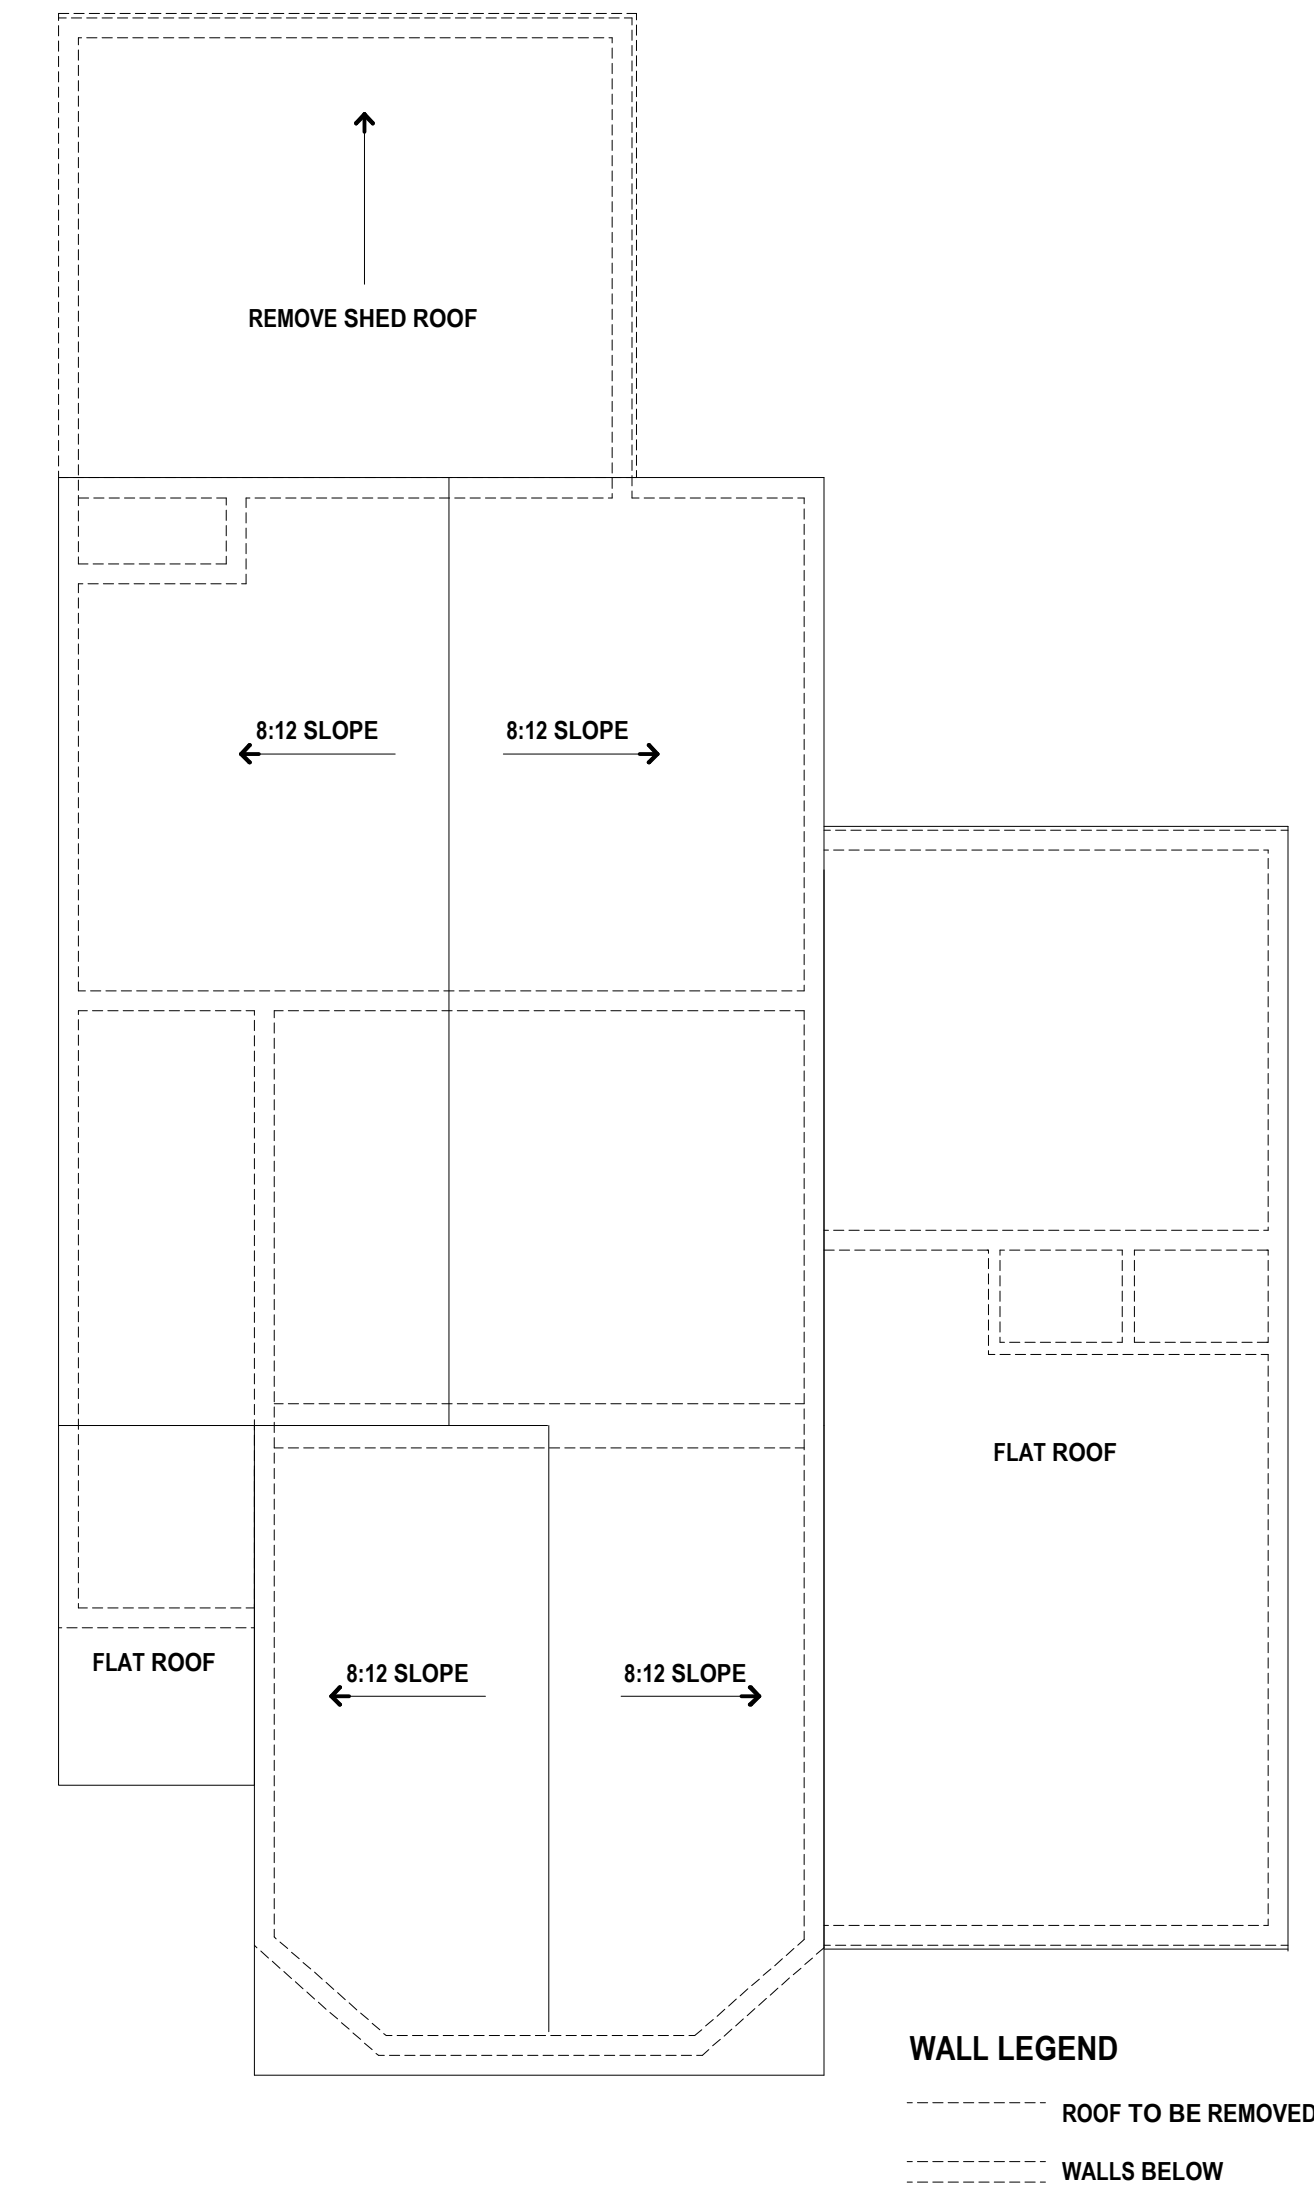 REMOVE SHED ROOF
8:12 SLOPE
8:12 SLOPE
FLAT ROOF
FLAT ROOF
8:12 SLOPE
8:12 SLOPE
WALL LEGEND
ROOF TO BE REMOVED
WALLS BELOW